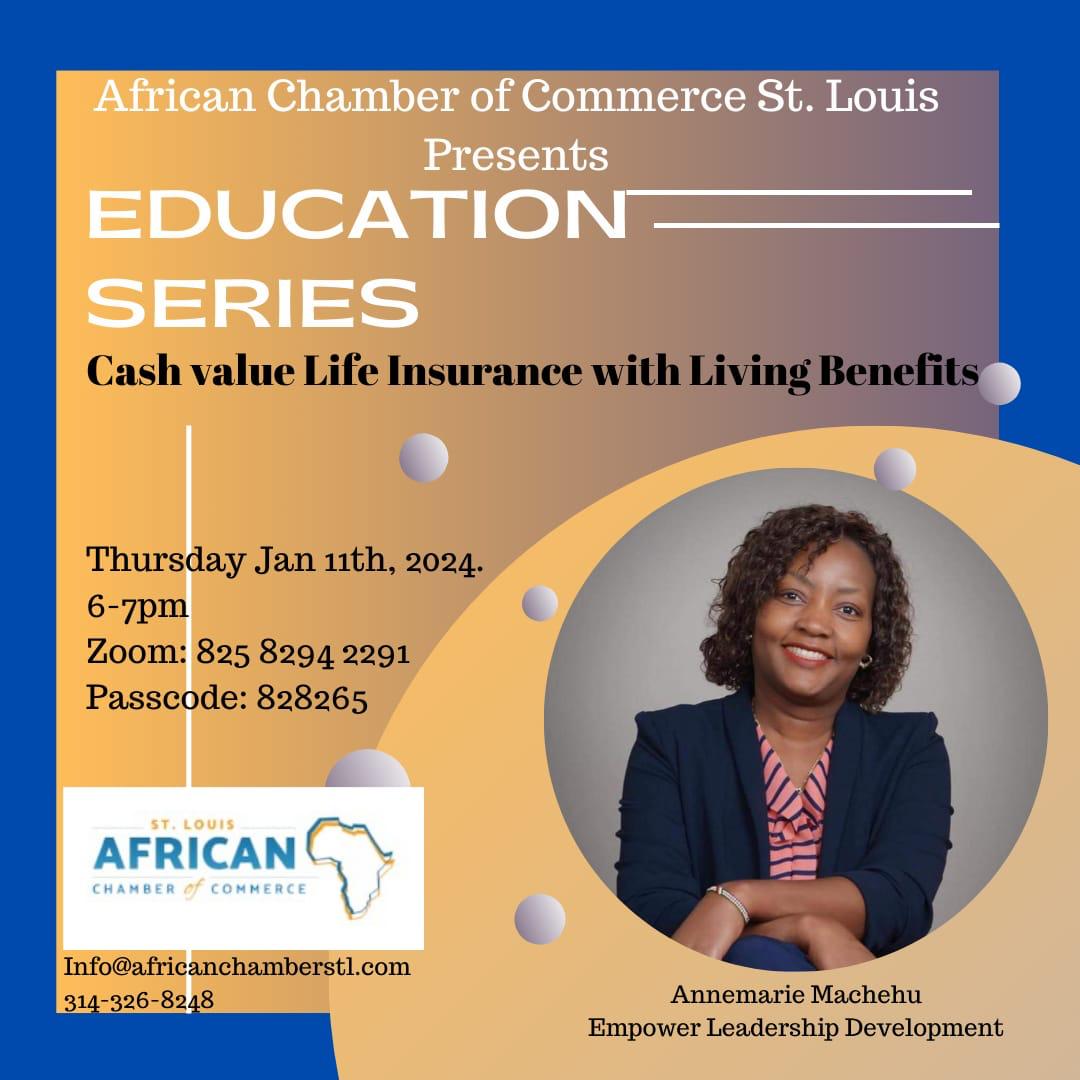 African Chamber of Commerce St. Louis
Presents
EDUCATION
SERIES
Cash value Life Insurance with Living Benefits
Thursday Jan 11th, 2024.
6-7pm
Zoom: 825 8294 2291
Passcode: 828265
ST. LOUIS
AFRICAN
CHAMBER of COMMERCE
Info@africanchamberstl.com
314-326-8248
Annemarie Machehu
Empower Leadership Development